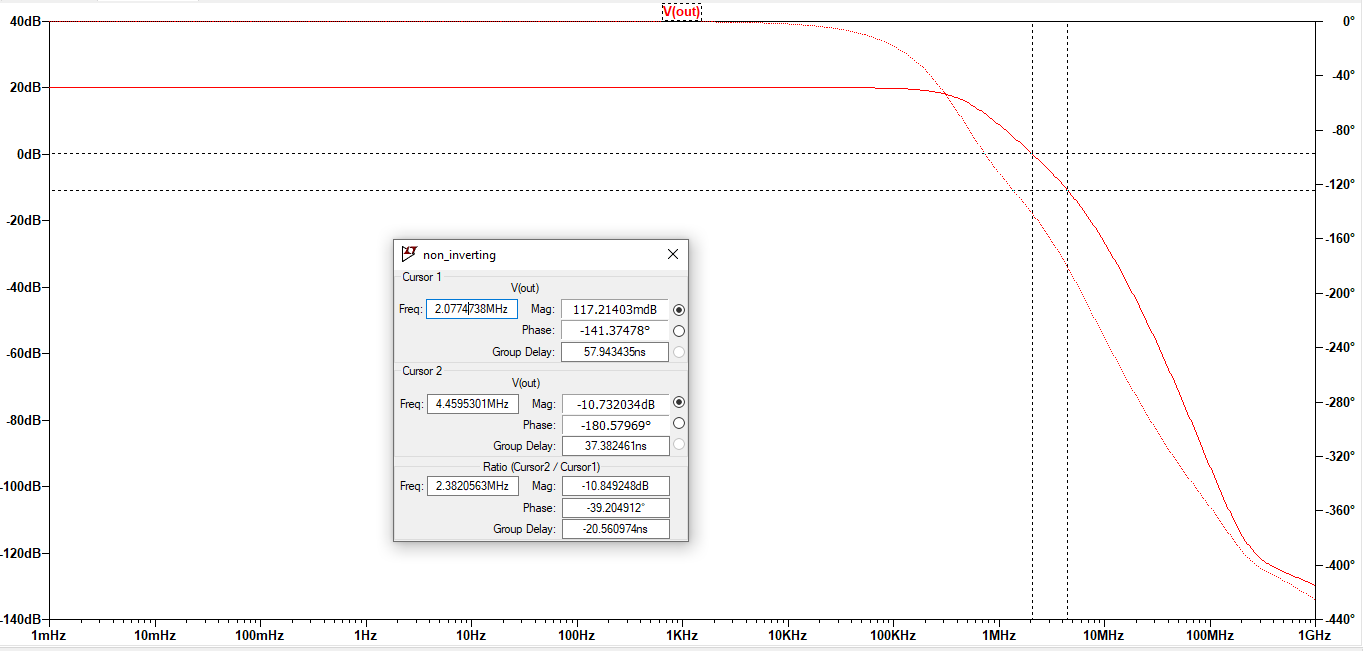 V(out)
40dB
20dB
0dB
-20dB
-40dB
-60dB
-80dB
-100dB
-120dB
-140dB
0°
-40°
-80°
-120°
-160°
-200°
-240°
-280°
-320°
-360°
-400°
-440°
1mHz 10mHz 100mHz 1Hz 10Hz 100Hz 1KHz 10KHz 100KHz 1MHz 10MHz 100MHz 1GHz
non_inverting
Cursor 1
V(out)
Freq: 2.0774738MHz Mag: 117.21403mdB
Phase: -141.37478°
Group Delay: 57.943435ns
Cursor 2
V(out)
Freq: 4.4595301MHz Mag: -10.732034dB
Phase: -180.57969°
Group Delay: 37.382461ns
Ratio (Cursor2 / Cursor1)
Freq: 2.3820563MHz Mag: -10.849248dB
Phase: -39.204912°
Group Delay: -20.560974ns